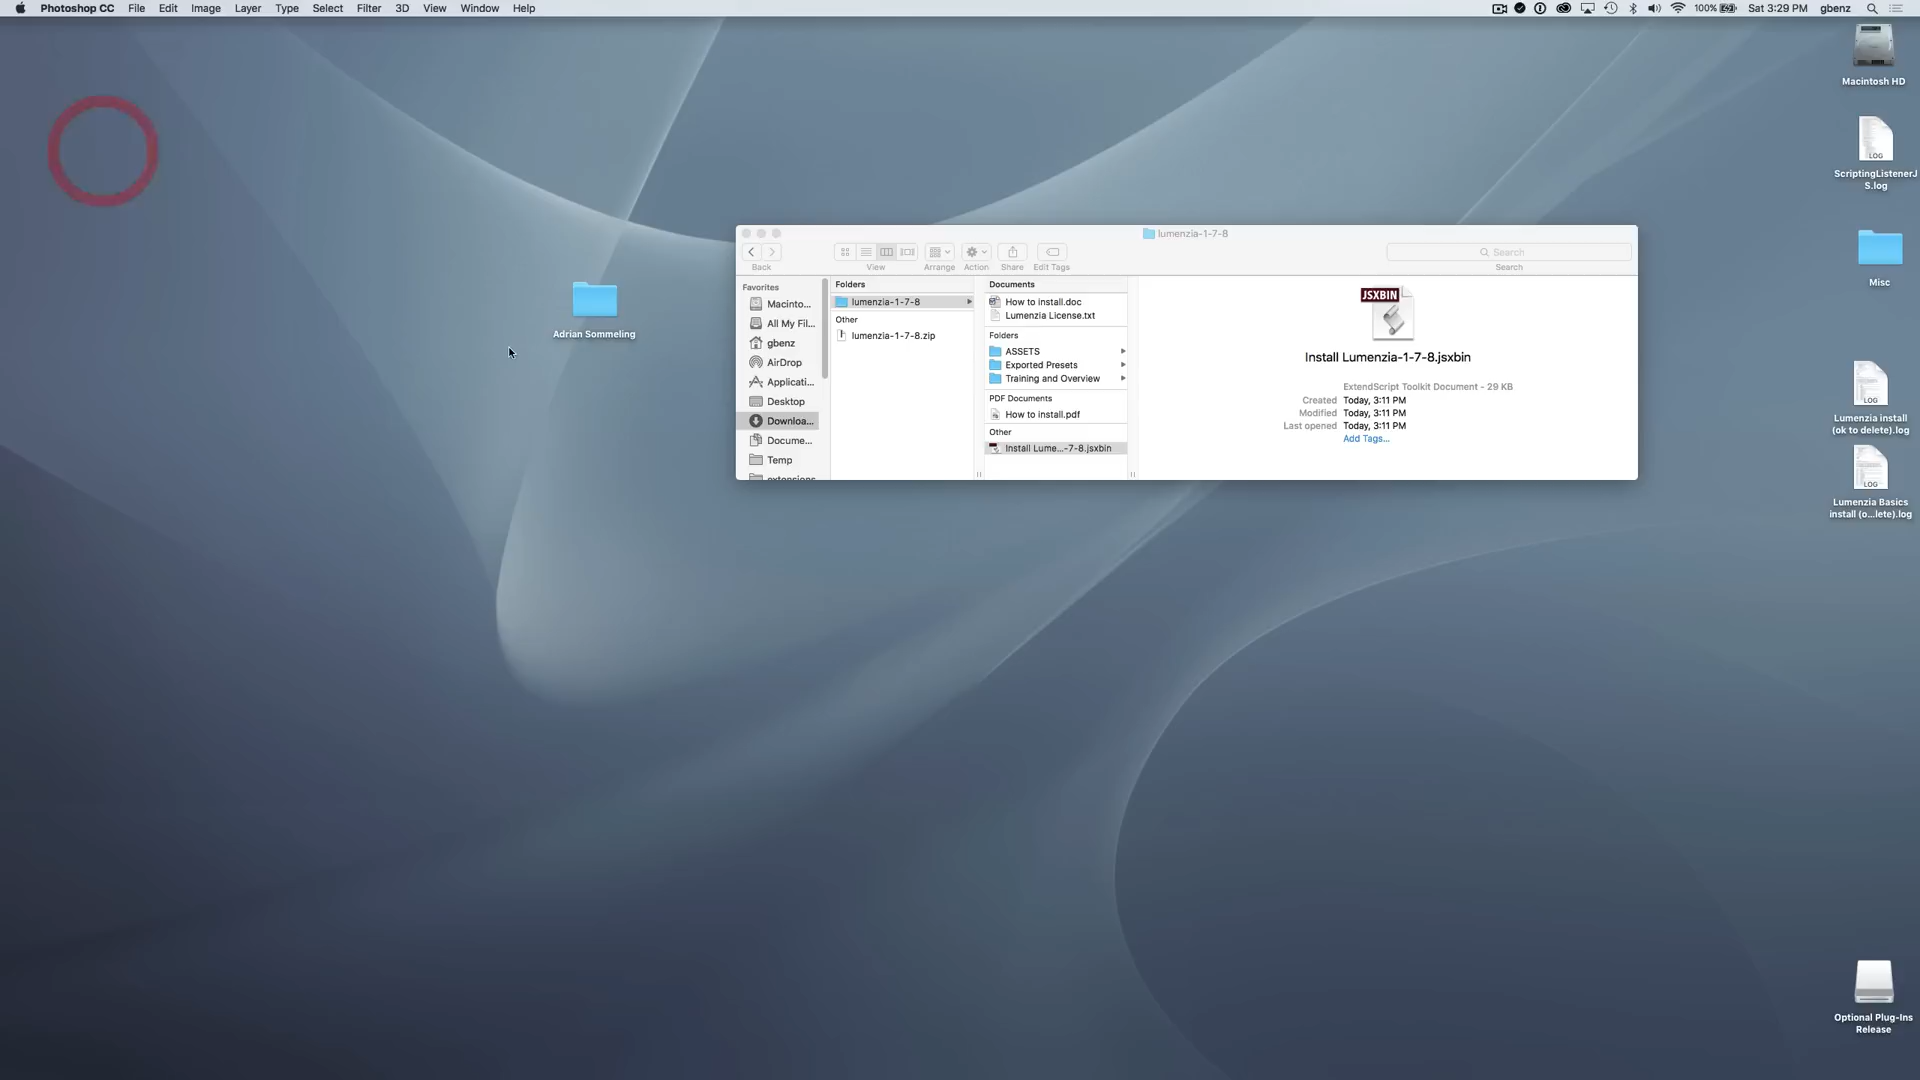 Photoshop CC File Edit Image Layer Type Select Filter 3D View Window Help 100% Sat 3:29 PM gbenz
Macintosh HD
LOG
ScriptingListenerJ
S.log
Misc
LOG
Lumenzia install
(ok to delete).log
LOG
Lumenzia Basics
install (o...lete).log
Optional Plug-Ins
Release
Adrian Sommeling
lumenzia-1-7-8
Search
Back View Arrange Action Share Edit Tags Search
Favorites
Macinto...
All My Fil...
gbenz
AirDrop
Applicati...
Desktop
Downloa...
Docume...
Temp
extensions
Folders
lumenzia-1-7-8
Other
lumenzia-1-7-8.zip
Documents
How to install.doc
Lumenzia License.txt
Folders
ASSETS
Exported Presets
Training and Overview
PDF Documents
How to install.pdf
Other
Install Lume...-7-8.jsxbin
JSXBIN
Install Lumenzia-1-7-8.jsxbin
ExtendScript Toolkit Document - 29 KB
Created Today, 3:11 PM
Modified Today, 3:11 PM
Last opened Today, 3:11 PM
Add Tags...